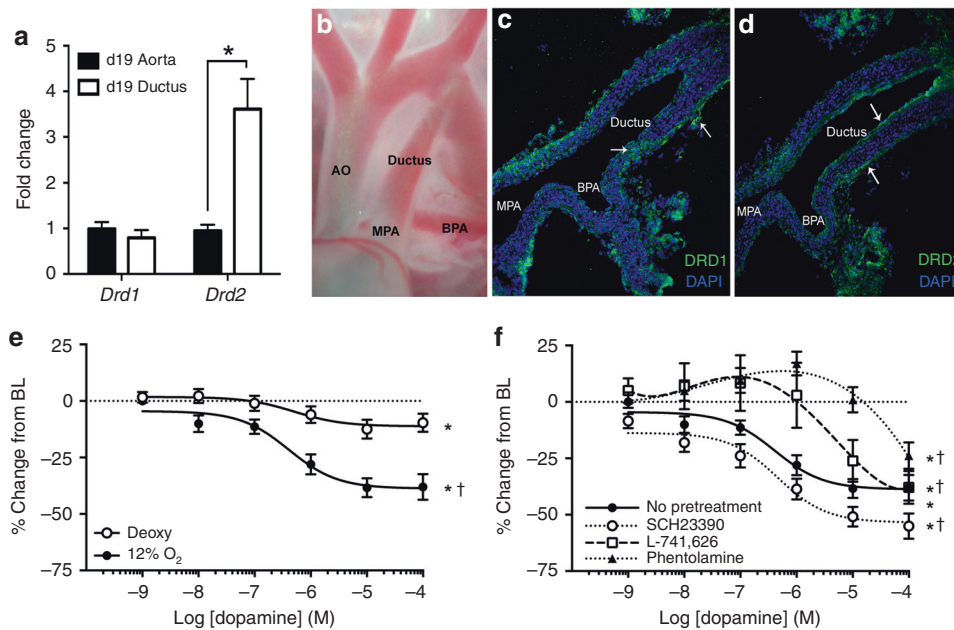 a
5
4
3
2
1
0
Fold change
d19 Aorta
d19 Ductus
*
Drd1
Drd2
b
AO
Ductus
MPA
BPA
c
Ductus
BPA
MPA
DRD1
DAPI
d
Ductus
MPA
BPA
DAPI
e
25
0
−25
−50
−75
% Change from BL
*
* †
Deoxy
12% O₂
−9
−8
−7
−6
−5
−4
Log [dopamine] (M)
f
25
0
−25
−50
−75
% Change from BL
*†
*†
*
*†
No pretreatment
SCH23390
L-741,626
Phentolamine
−9
−8
−7
−6
−5
−4
Log [dopamine] (M)